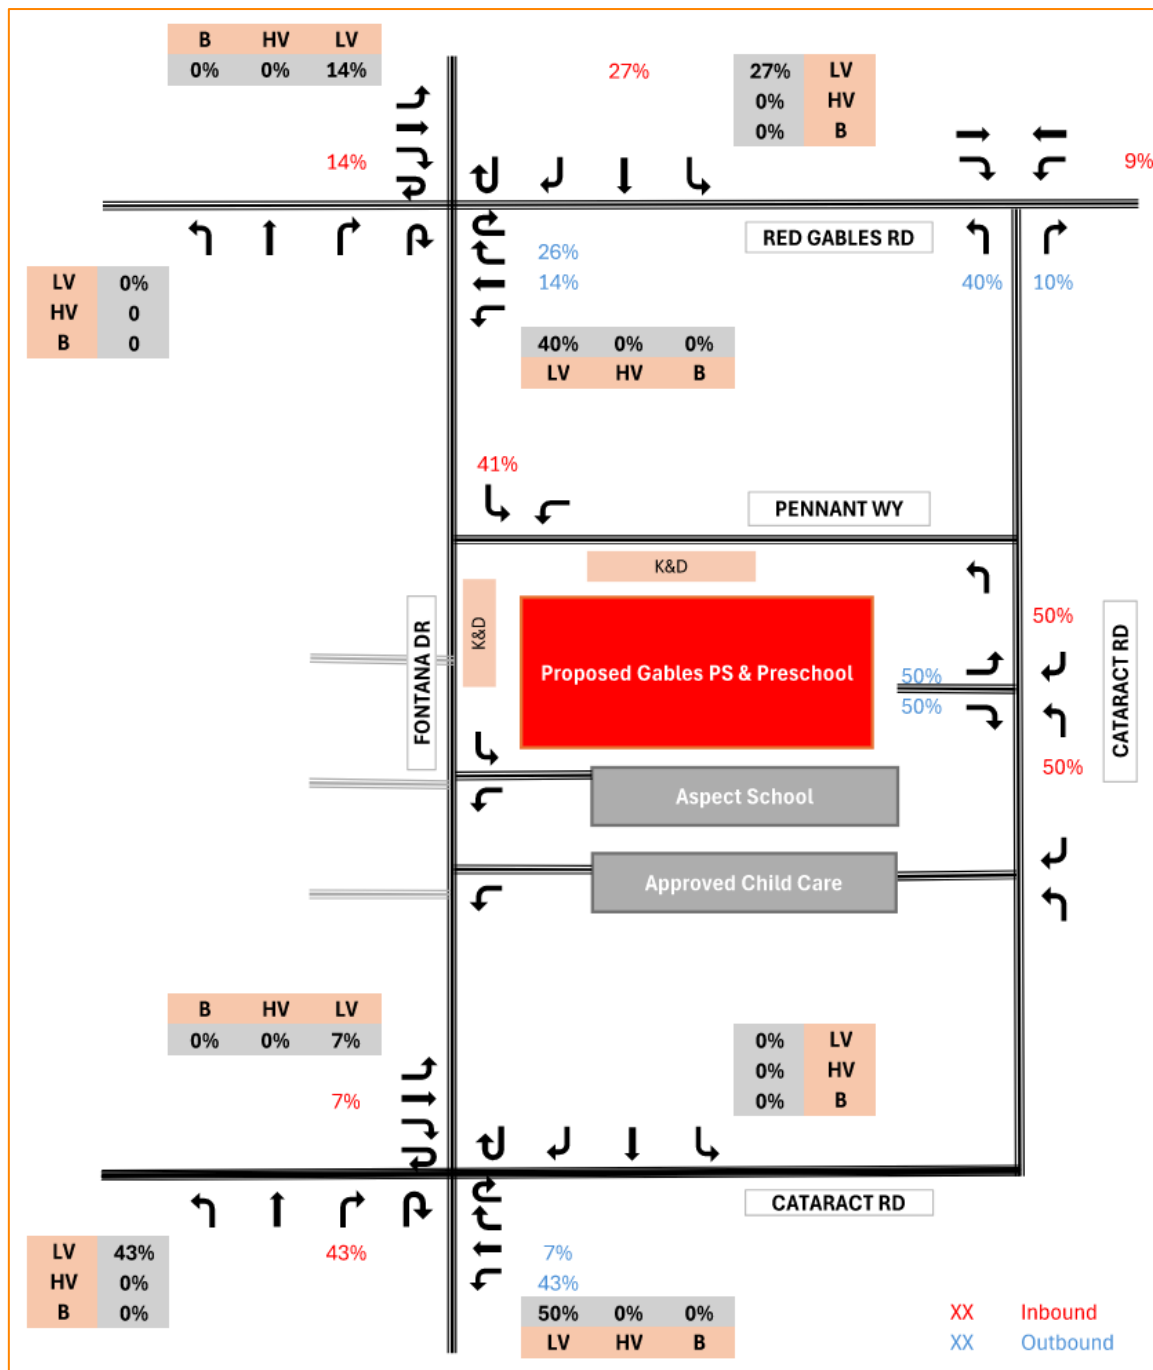 B HV LV
0% 0% 14%
27%
27% LV
0% HV
0% B
14%
9%
RED GABLES RD
26%
14%
40% 10%
LV 0%
HV 0
B 0
40% 0% 0%
LV HV B
41%
PENNANT WY
K&D
K&D
FONTANA DR
Proposed Gables PS & Preschool
50%
50%
50%
CATARACT RD
50%
Aspect School
Approved Child Care
B HV LV
0% 0% 7%
0% LV
0% HV
0% B
7%
CATARACT RD
LV 43%
HV 0%
B 0%
43%
7%
43%
50% 0% 0%
LV HV B
XX Inbound
XX Outbound